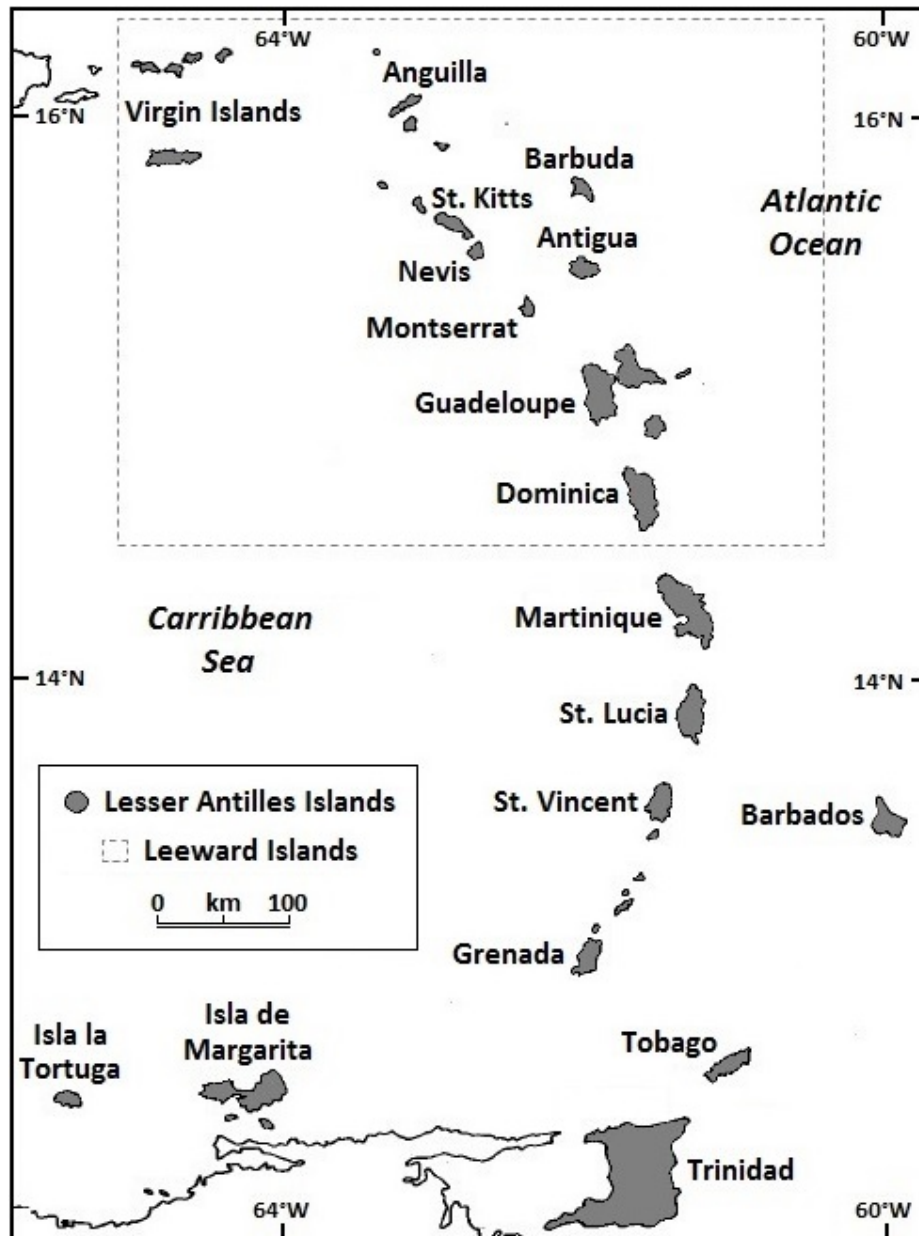 64°W
60°W
Anguilla
16°N
Virgin Islands
16°N
Barbuda
St. Kitts
Atlantic
Ocean
Antigua
Nevis
Montserrat
Guadeloupe
Dominica
Carribbean
Sea
Martinique
14°N
14°N
St. Lucia
Lesser Antilles Islands
Leeward Islands
0 km 100
St. Vincent
Barbados
Grenada
Isla la
Tortuga
Isla de
Margarita
Tobago
Trinidad
64°W
60°W